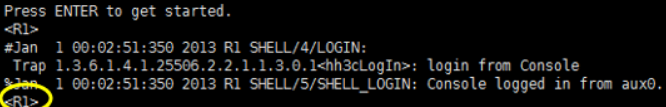 Press ENTER to get started.
<R1>
#Jan  1 00:02:51:350 2013 R1 SHELL/4/LOGIN:
 Trap 1.3.6.1.4.1.25506.2.2.1.1.3.0.1<hh3cLogIn>: login from Console
%Jan  1 00:02:51:350 2013 R1 SHELL/5/SHELL_LOGIN: Console logged in from aux0.
<R1>